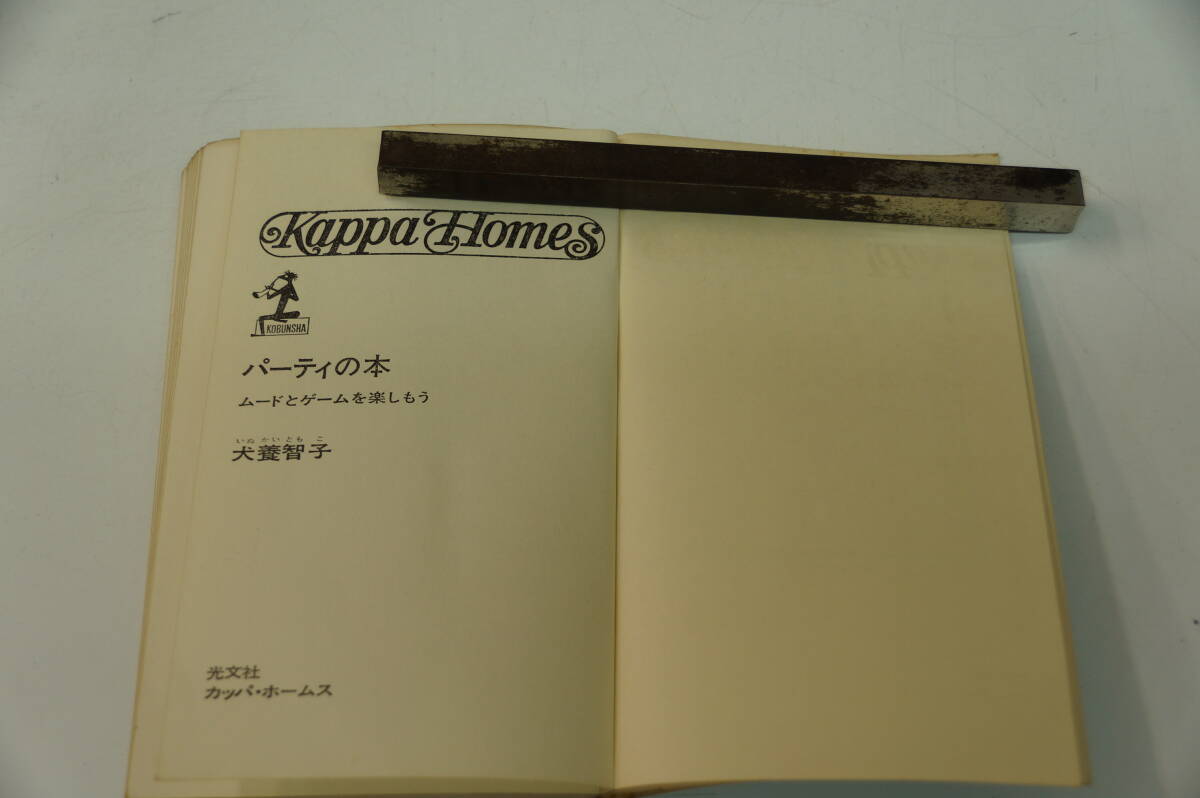 Kappa Homes
KOBUNSHA
パーティの本
ムードとゲームを楽しもう
いぬ かい とも こ
犬養智子
光文社
カッパ・ホームス